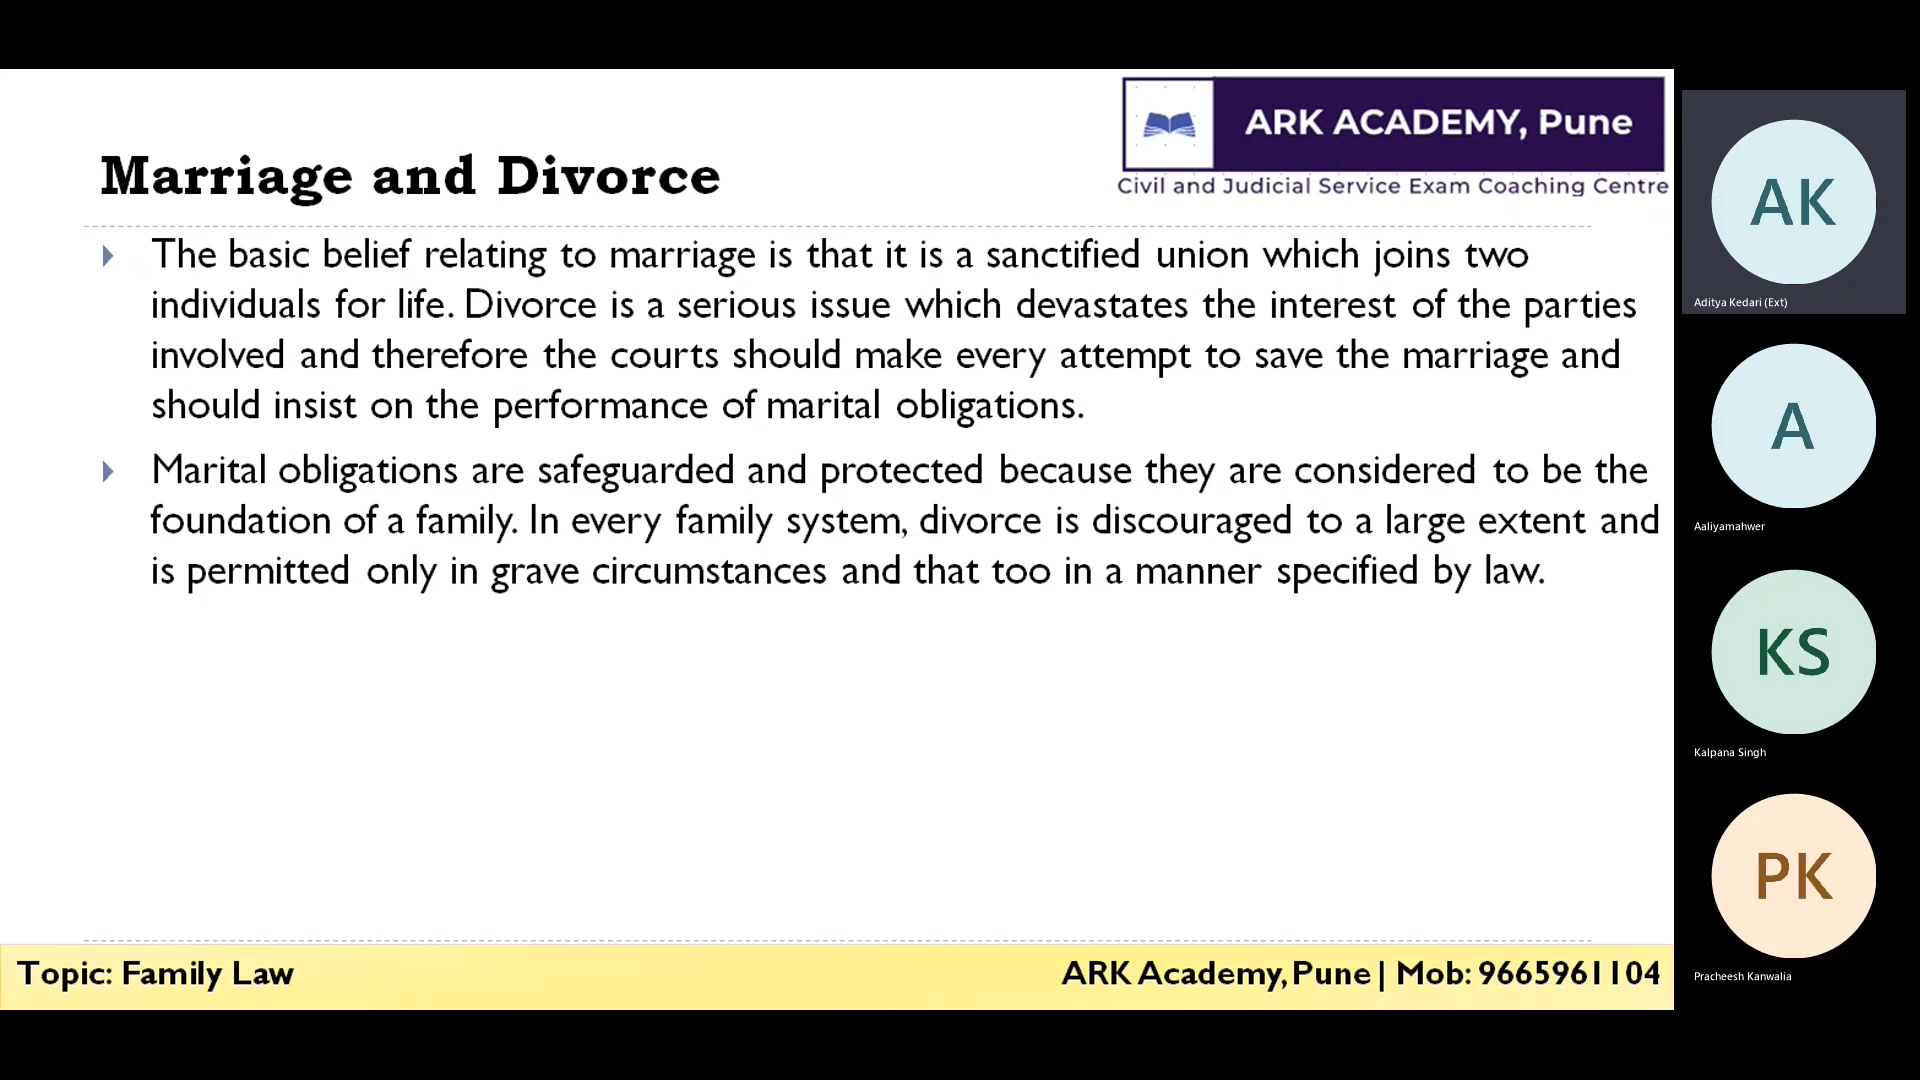 ARK ACADEMY, Pune
Civil and Judicial Service Exam Coaching Centre
Marriage and Divorce
The basic belief relating to marriage is that it is a sanctified union which joins two
individuals for life. Divorce is a serious issue which devastates the interest of the parties
involved and therefore the courts should make every attempt to save the marriage and
should insist on the performance of marital obligations.
Marital obligations are safeguarded and protected because they are considered to be the
foundation of a family. In every family system, divorce is discouraged to a large extent and
is permitted only in grave circumstances and that too in a manner specified by law.
Topic: Family Law
ARK Academy, Pune | Mob: 9665961104
AK
Aditya Kedari (Ext)
A
Aaliyamahwer
KS
Kalpana Singh
PK
Pracheesh Kanwalia